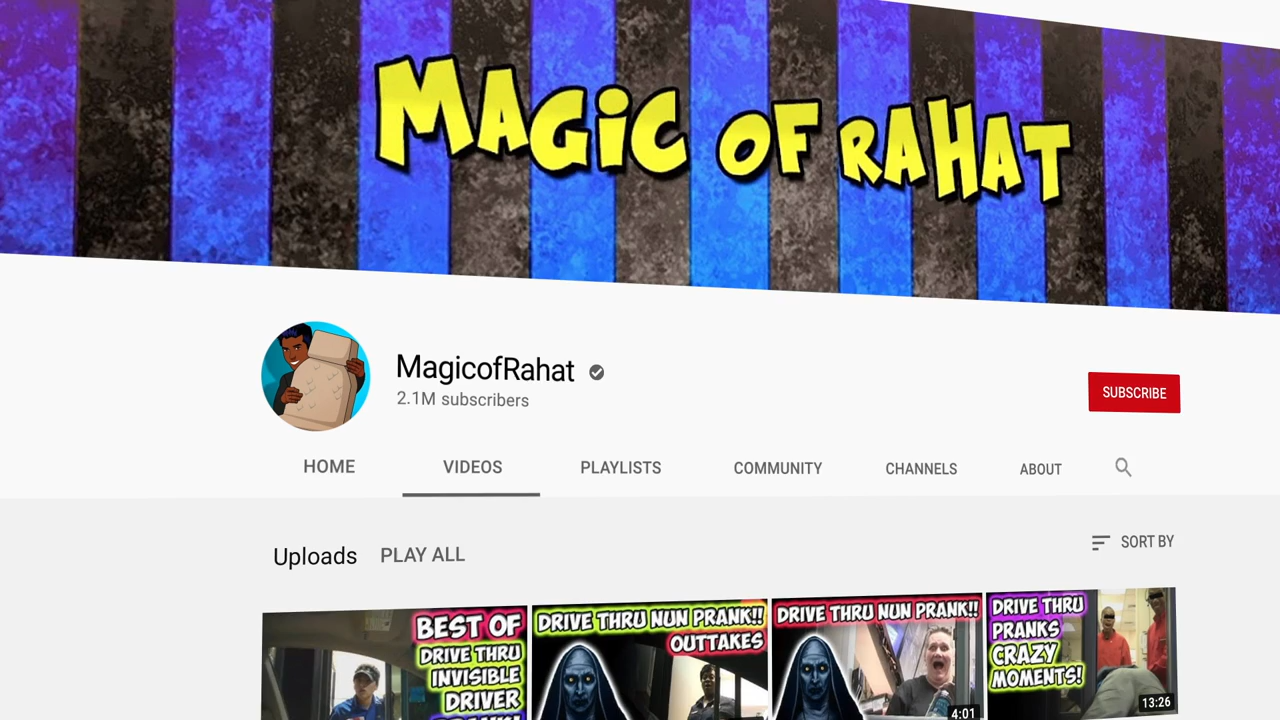 MAGIC OF RAHAT
MagicofRahat
2.1M subscribers
SUBSCRIBE
HOME
VIDEOS
PLAYLISTS
COMMUNITY
CHANNELS
ABOUT
Uploads
PLAY ALL
SORT BY
BEST OF
DRIVE THRU
INVISIBLE
DRIVER
DRIVE THRU NUN PRANK!!
OUTTAKES
DRIVE THRU NUN PRANK!!
4:01
DRIVE THRU
PRANKS
CRAZY
MOMENTS!
13:26